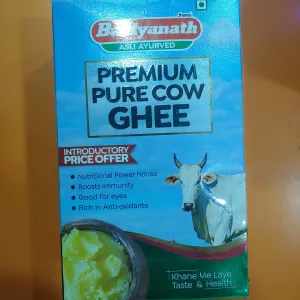 Baidyanath
ASLI AYURVED
PREMIUM
PURE COW
GHEE
INTRODUCTORY
PRICE OFFER
• Nutritional Power house
• Boosts Immunity
• Good for eyes
• Rich in Anti-oxidants
Khane Me Laye
Taste & Health